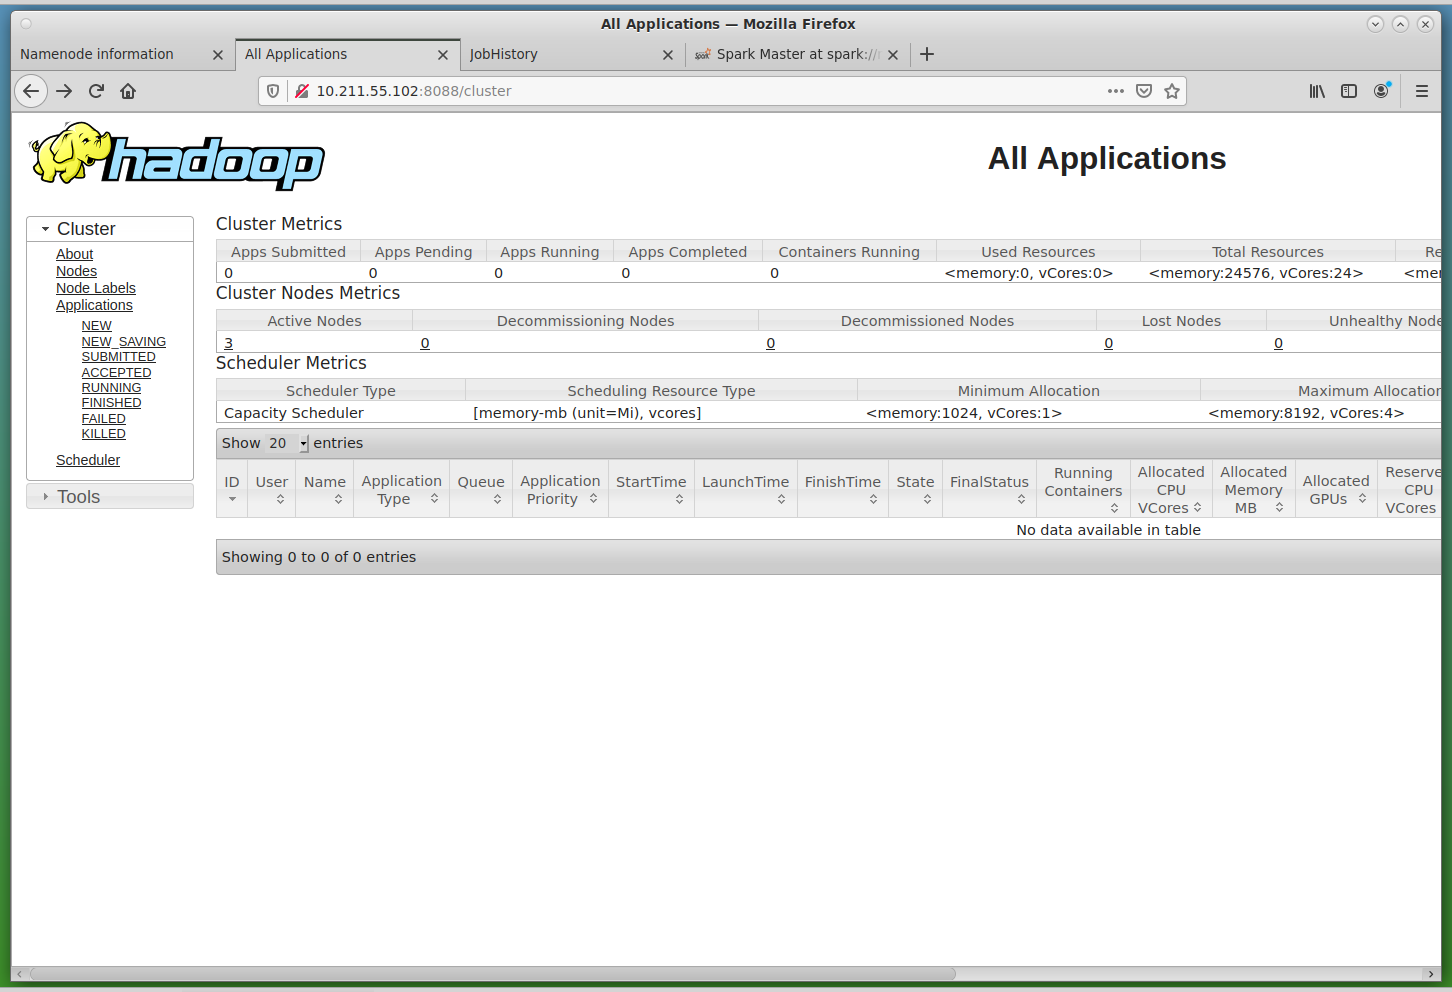 All Applications — Mozilla Firefox
Namenode information
All Applications
JobHistory
Spark Master at spark://
10.211.55.102:8088/cluster
hadoop
All Applications
Cluster
About
Nodes
Node Labels
Applications
NEW
NEW_SAVING
SUBMITTED
ACCEPTED
RUNNING
FINISHED
FAILED
KILLED
Scheduler
Tools
Cluster Metrics
Apps Submitted Apps Pending Apps Running Apps Completed Containers Running Used Resources Total Resources Re
0 0 0 0 0 <memory:0, vCores:0> <memory:24576, vCores:24> <mer
Cluster Nodes Metrics
Active Nodes Decommissioning Nodes Decommissioned Nodes Lost Nodes Unhealthy Node
3 0 0 0 0
Scheduler Metrics
Scheduler Type Scheduling Resource Type Minimum Allocation Maximum Allocation
Capacity Scheduler [memory-mb (unit=Mi), vcores] <memory:1024, vCores:1> <memory:8192, vCores:4>
Show 20 entries
ID User Name Application Type Queue Application Priority StartTime LaunchTime FinishTime State FinalStatus Running Containers Allocated CPU VCores Allocated Memory MB Allocated GPUs Reserve CPU VCores
No data available in table
Showing 0 to 0 of 0 entries